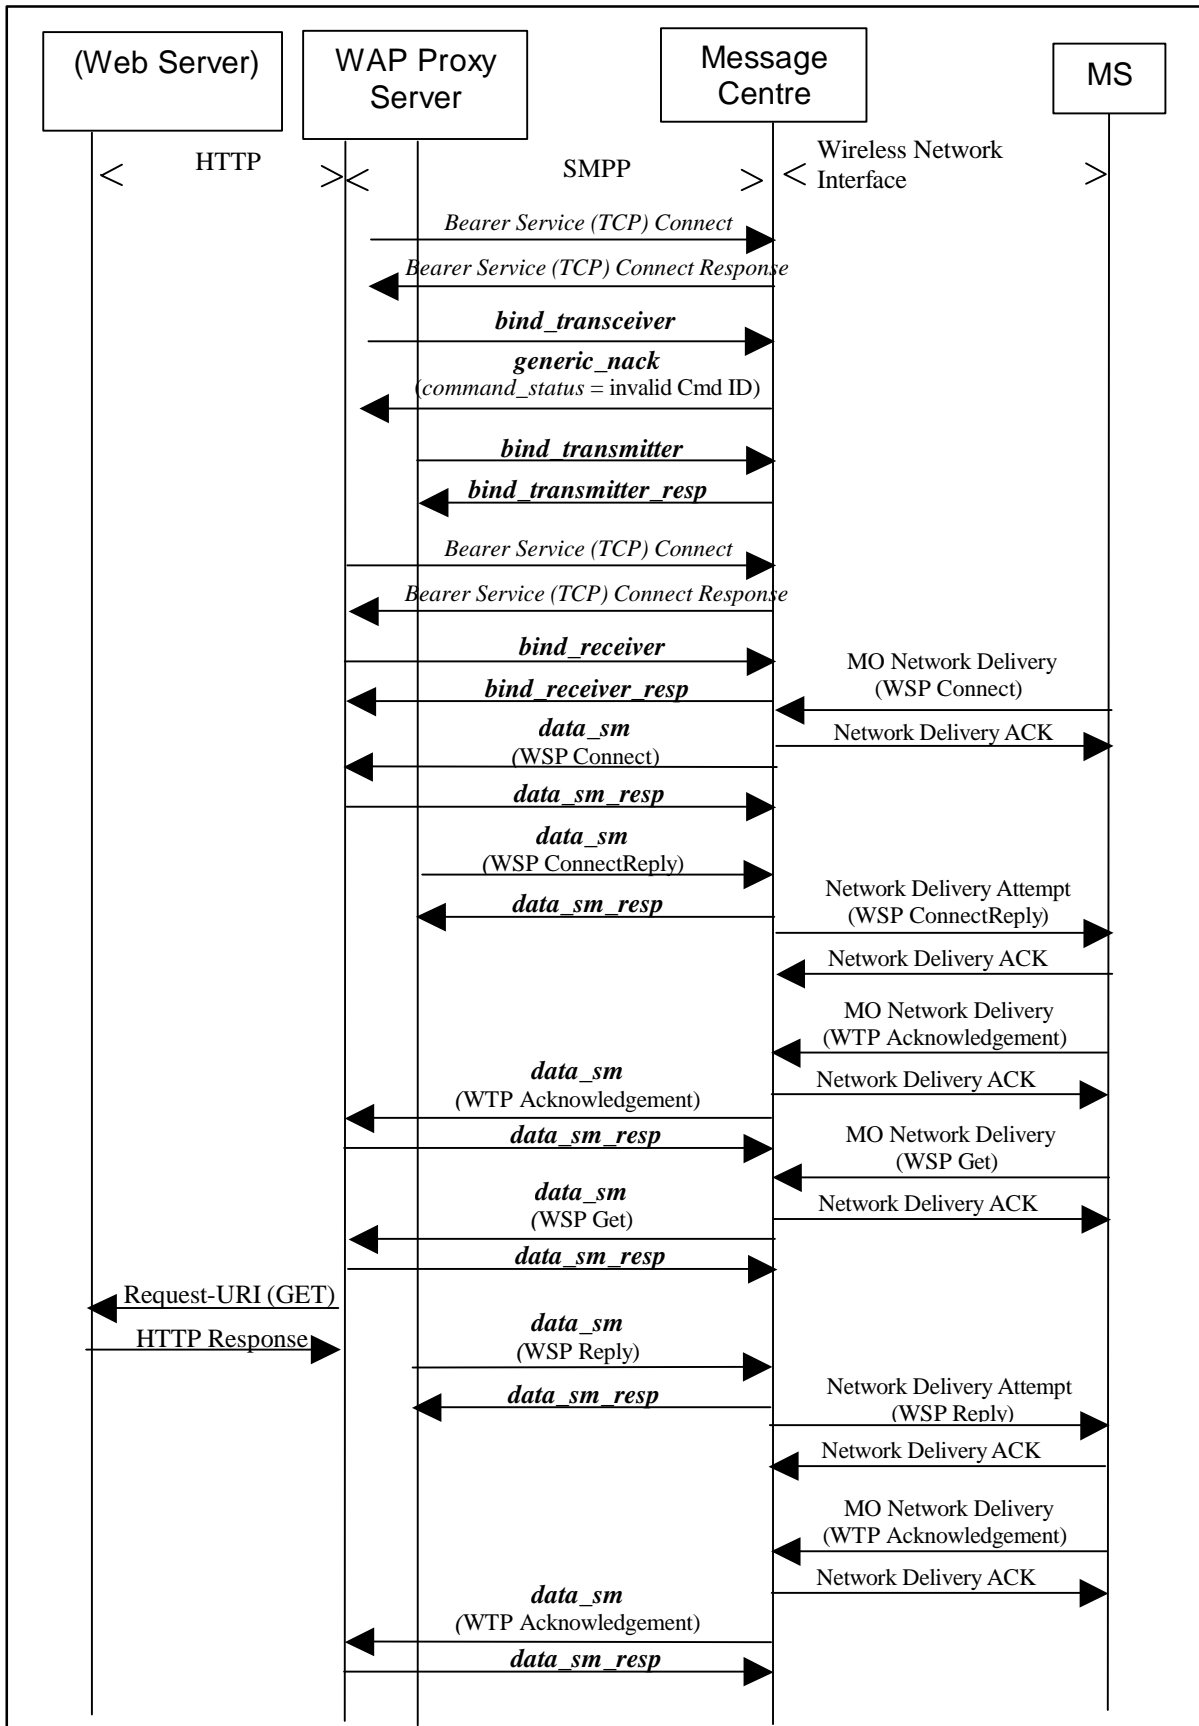 (Web Server)
WAP Proxy
Server
Message
Centre
MS
HTTP
SMPP
Wireless Network
Interface
Bearer Service (TCP) Connect
Bearer Service (TCP) Connect Response
bind_transceiver
generic_nack
(command_status = invalid Cmd ID)
bind_transmitter
bind_transmitter_resp
Bearer Service (TCP) Connect
Bearer Service (TCP) Connect Response
bind_receiver
MO Network Delivery
(WSP Connect)
bind_receiver_resp
data_sm
(WSP Connect)
Network Delivery ACK
data_sm_resp
data_sm
(WSP ConnectReply)
data_sm_resp
Network Delivery Attempt
(WSP ConnectReply)
Network Delivery ACK
MO Network Delivery
(WTP Acknowledgement)
data_sm
(WTP Acknowledgement)
Network Delivery ACK
data_sm_resp
MO Network Delivery
(WSP Get)
data_sm
(WSP Get)
Network Delivery ACK
data_sm_resp
Request-URI (GET)
HTTP Response
data_sm
(WSP Reply)
data_sm_resp
Network Delivery Attempt
(WSP Reply)
Network Delivery ACK
MO Network Delivery
(WTP Acknowledgement)
Network Delivery ACK
data_sm
(WTP Acknowledgement)
data_sm_resp